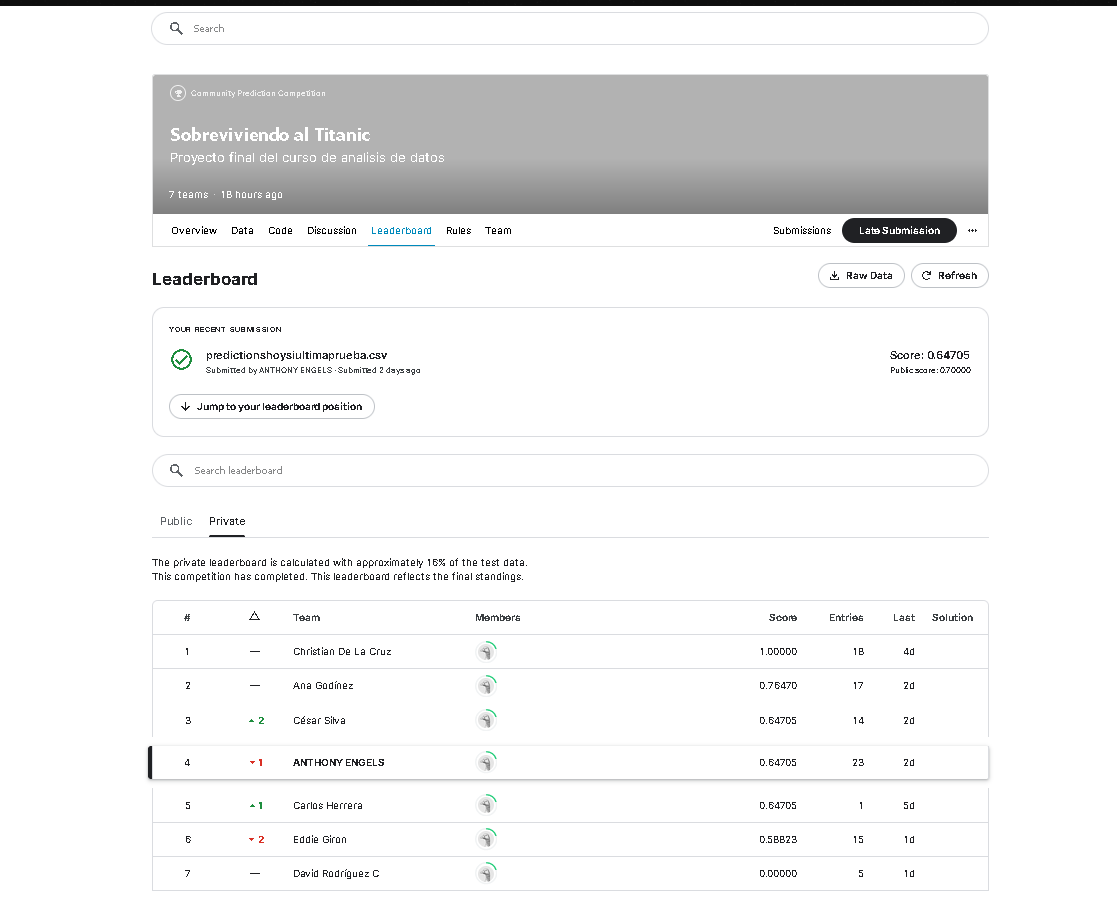 Search
Community Prediction Competition
Sobreviviendo al Titanic
Proyecto final del curso de analisis de datos
7 teams · 18 hours ago
Overview Data Code Discussion Leaderboard Rules Team Submissions Late Submission ···
Leaderboard Raw Data Refresh
YOUR RECENT SUBMISSION
predictionshoysiultimaprueba.csv Score: 0.64705
Submitted by ANTHONY ENGELS · Submitted 2 days ago Public score: 0.70000
Jump to your leaderboard position
Search leaderboard
Public Private
The private leaderboard is calculated with approximately 16% of the test data.
This competition has completed. This leaderboard reflects the final standings.
# △ Team Members Score Entries Last Solution
1 — Christian De La Cruz 1.00000 18 4d
2 — Ana Godínez 0.76470 17 2d
3 ▲ 2 César Silva 0.64705 14 2d
4 ▼ 1 ANTHONY ENGELS 0.64705 23 2d
5 ▲ 1 Carlos Herrera 0.64705 1 5d
6 ▼ 2 Eddie Giron 0.58823 15 1d
7 — David Rodríguez C 0.00000 5 1d